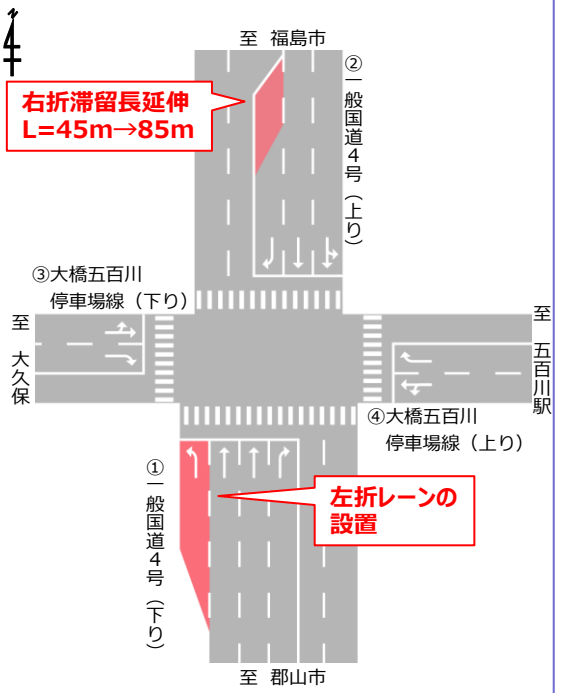 至 福島市
右折滞留長延伸
L=45m→85m
②一般国道４号（上り）
③大橋五百川
停車場線（下り）
至 大久保
至 五百川駅
④大橋五百川
停車場線（上り）
①一般国道４号（下り）
左折レーンの
設置
至 郡山市